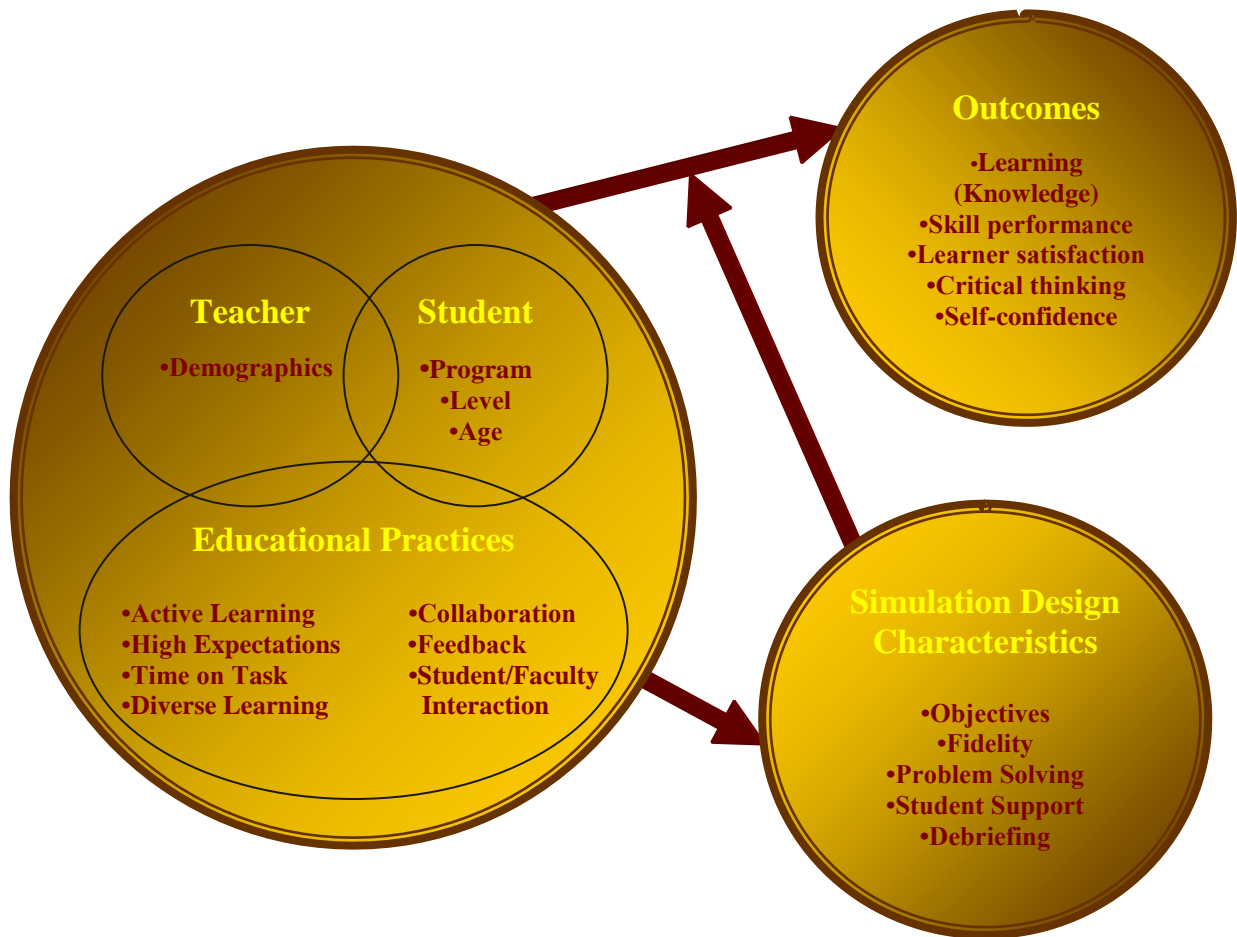 Outcomes
•Learning
(Knowledge)
•Skill performance
•Learner satisfaction
•Critical thinking
•Self-confidence
Teacher
•Demographics
Student
•Program
•Level
•Age
Educational Practices
•Active Learning
•High Expectations
•Time on Task
•Diverse Learning
•Collaboration
•Feedback
•Student/Faculty
Interaction
Simulation Design
Characteristics
•Objectives
•Fidelity
•Problem Solving
•Student Support
•Debriefing